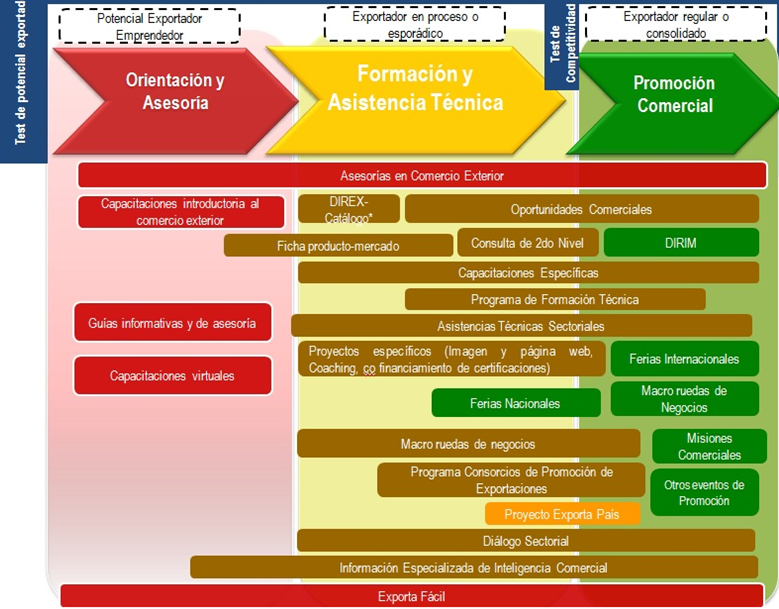 Test de potencial exportad
Potencial Exportador
Emprendedor
Exportador en proceso o
esporádico
Test de
Competitividad
Exportador regular o
consolidado
Orientación y
Asesoría
Formación y
Asistencia Técnica
Promoción
Comercial
Asesorías en Comercio Exterior
Capacitaciones introductoria al
comercio exterior
DIREX-
Catálogo*
Oportunidades Comerciales
Ficha producto-mercado
Consulta de 2do Nivel
DIRIM
Capacitaciones Específicas
Programa de Formación Técnica
Guías informativas y de asesoría
Asistencias Técnicas Sectoriales
Proyectos específicos (Imagen y página web,
Coaching, co financiamiento de certificaciones)
Ferias Internacionales
Capacitaciones virtuales
Ferias Nacionales
Macro ruedas de
Negocios
Macro ruedas de negocios
Misiones
Comerciales
Programa Consorcios de Promoción de
Exportaciones
Otros eventos de
Promoción
Proyecto Exporta País
Diálogo Sectorial
Información Especializada de Inteligencia Comercial
Exporta Fácil